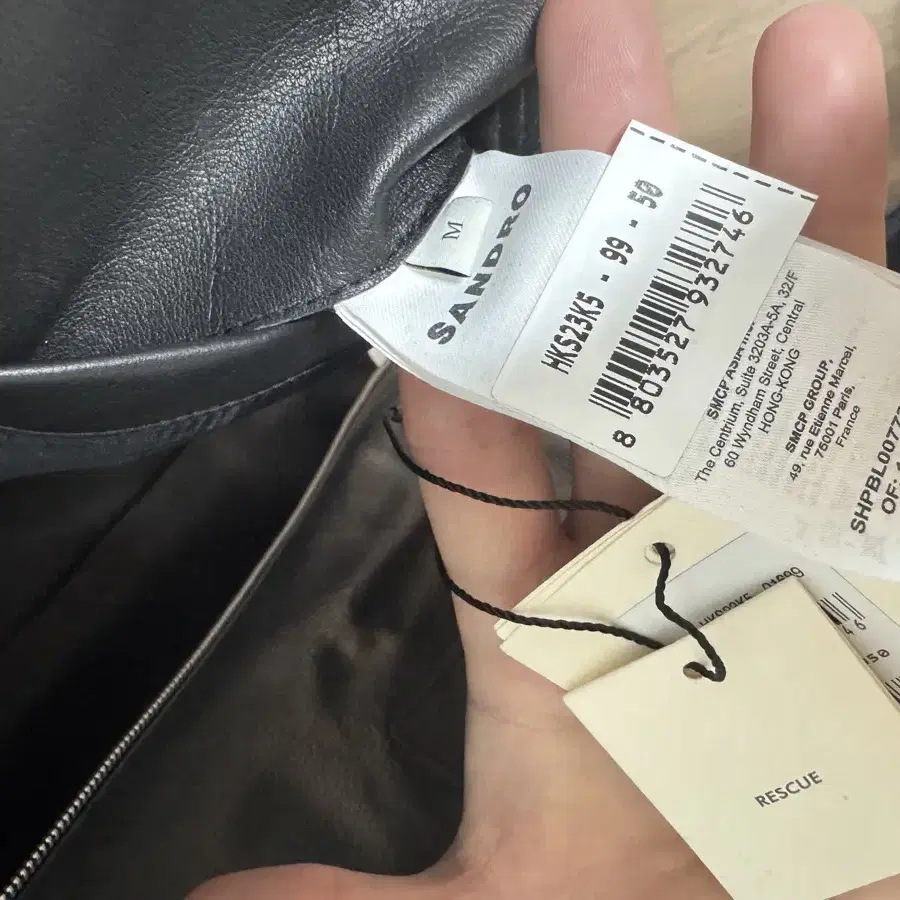 M
SANDRO
HKS23K5 - 99 - 50
8 803527 932746
SMCP ASIA
The Centrium, Suite 3203A-5A, 32/F
60 Wyndham Street, Central
HONG-KONG
SMCP GROUP,
49, rue Etienne Marcel,
75001 Paris,
France
OF:
RESCUE